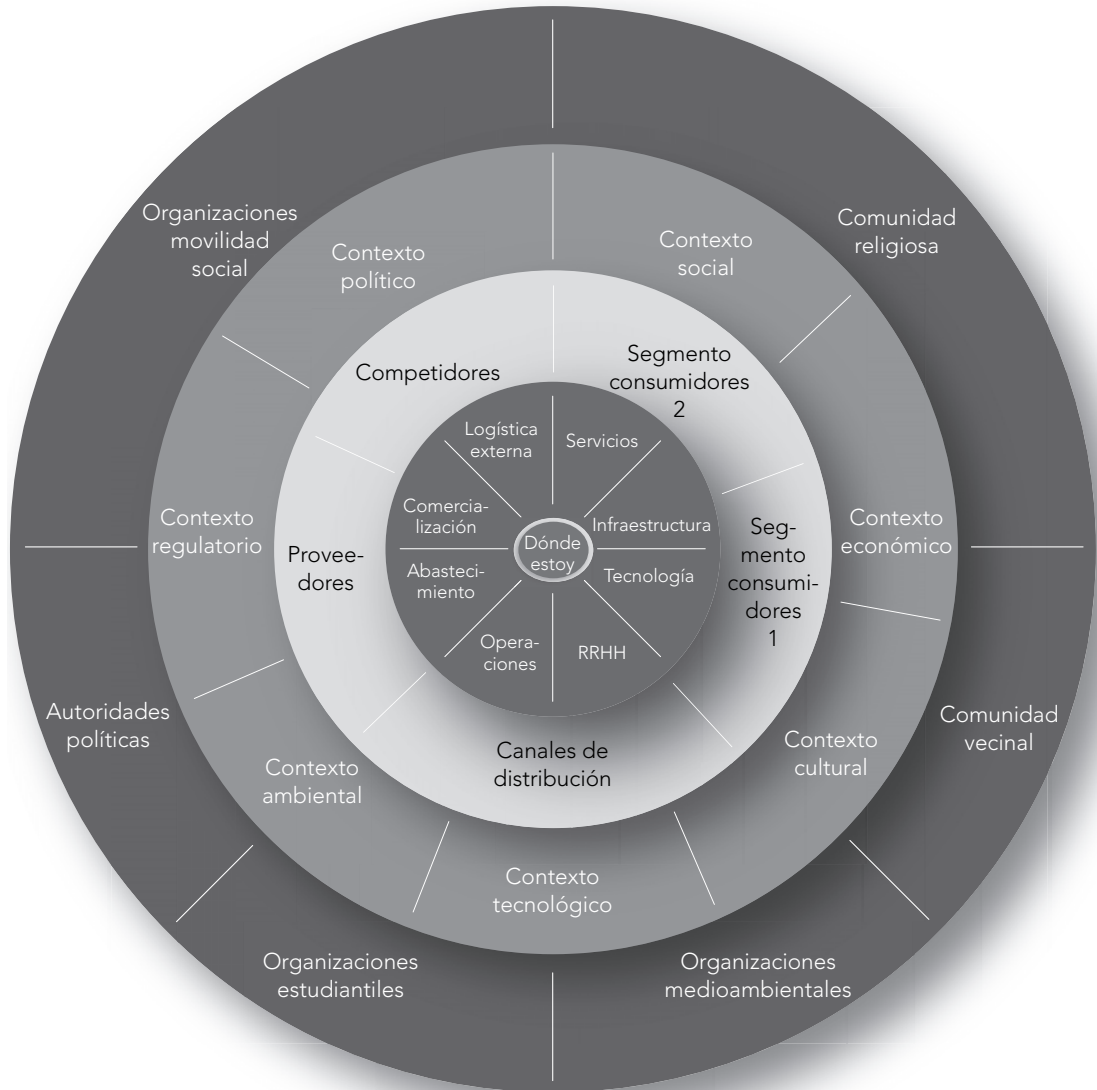 Organizaciones
movilidad
social
Comunidad
religiosa
Contexto
político
Contexto
social
Competidores
Segmento
consumidores
2
Logística
externa
Servicios
Comercia-
lización
Infraestructura
Dónde
estoy
Abasteci-
miento
Tecnología
Opera-
ciones
RRHH
Contexto
regulatorio
Provee-
dores
Seg-
mento
consumi-
dores
1
Contexto
económico
Autoridades
políticas
Contexto
ambiental
Canales de
distribución
Contexto
cultural
Comunidad
vecinal
Contexto
tecnológico
Organizaciones
estudiantiles
Organizaciones
medioambientales